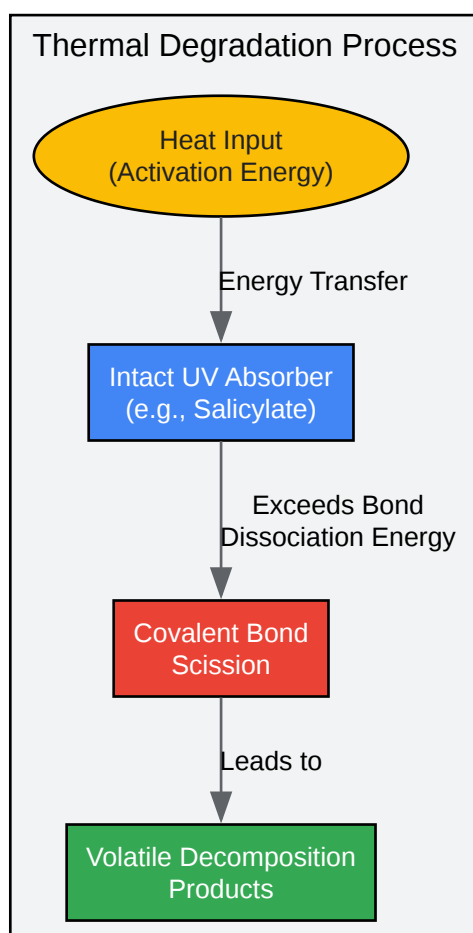 Thermal Degradation Process
Heat Input
(Activation Energy)
Energy Transfer
Intact UV Absorber
(e.g., Salicylate)
Exceeds Bond
Dissociation Energy
Covalent Bond
Scission
Leads to
Volatile Decomposition
Products